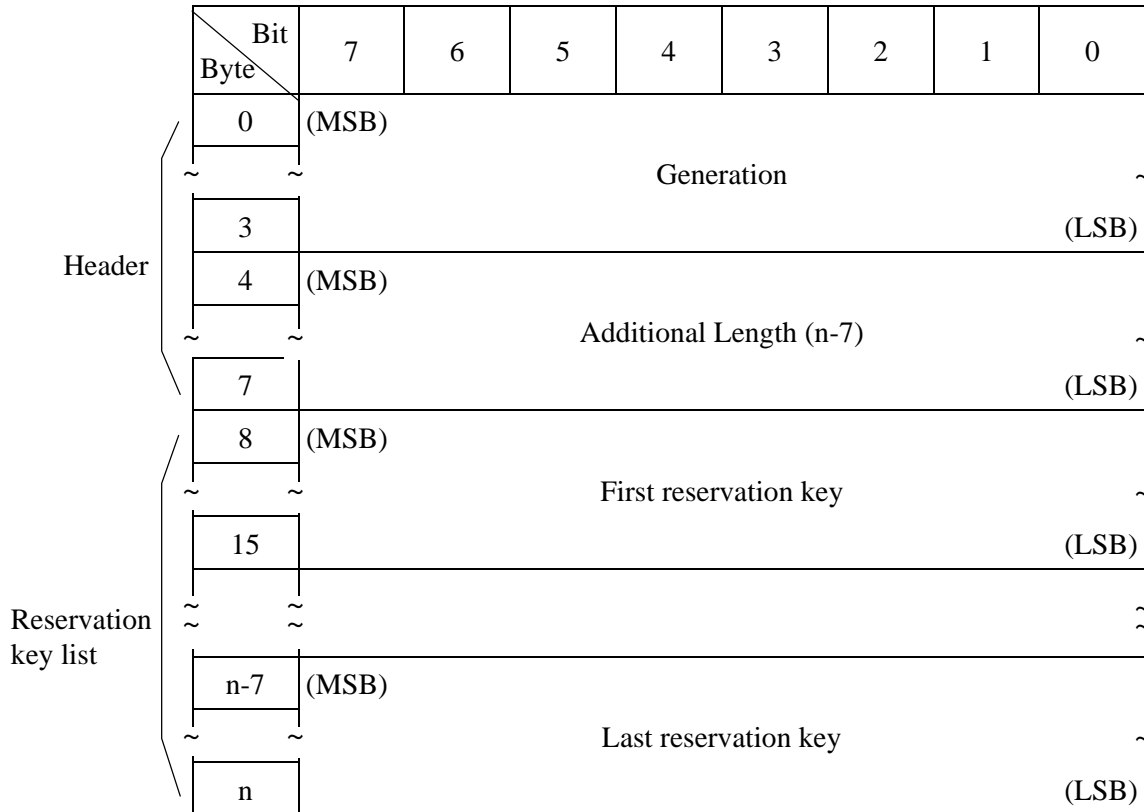 Bit
Byte 7 6 5 4 3 2 1 0
0 (MSB)
~ ~ Generation ~
3 (LSB)
Header
4 (MSB)
~ ~ Additional Length (n-7) ~
7 (LSB)
8 (MSB)
~ ~ First reservation key ~
15 (LSB)
~ ~ ~
~ ~ ~
Reservation
key list
n-7 (MSB)
~ ~ Last reservation key ~
n (LSB)